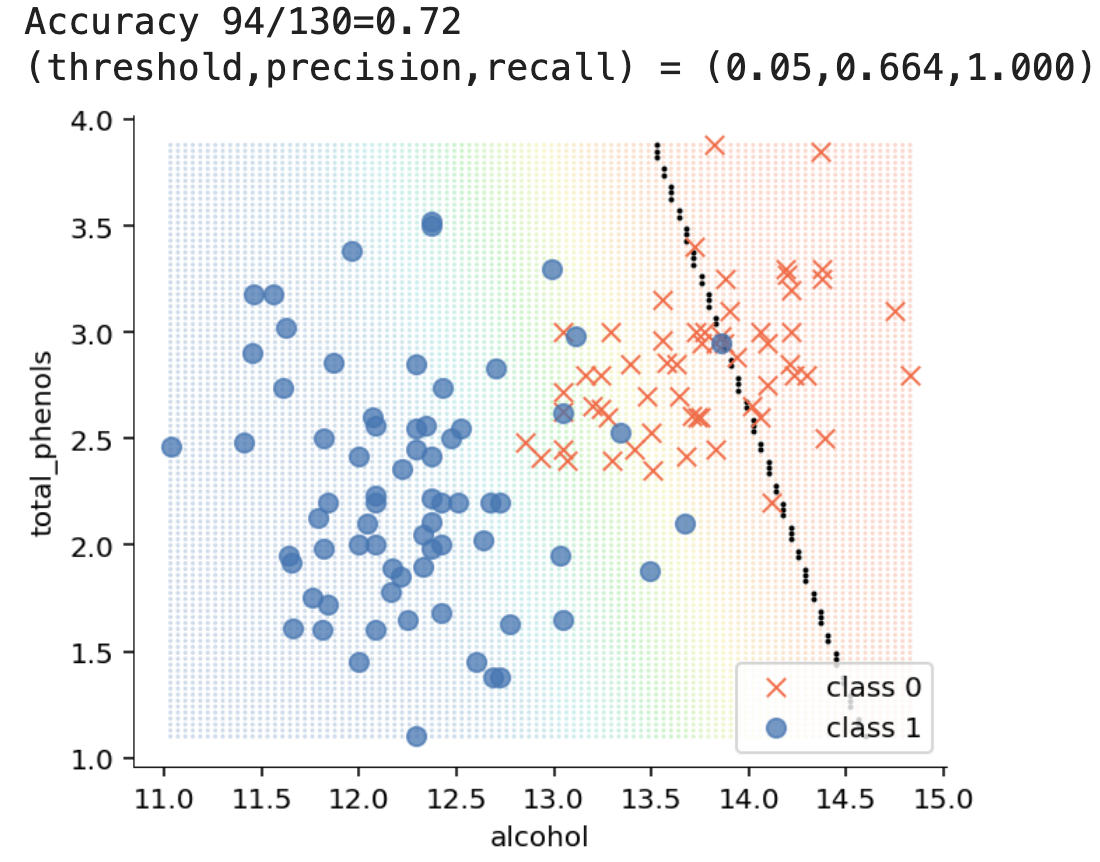 Accuracy 94/130=0.72
(threshold,precision,recall) = (0.05,0.664,1.000)
4.0
3.5
3.0
2.5
2.0
1.5
1.0
total_phenols
class 0
class 1
11.0 11.5 12.0 12.5 13.0 13.5 14.0 14.5 15.0
alcohol